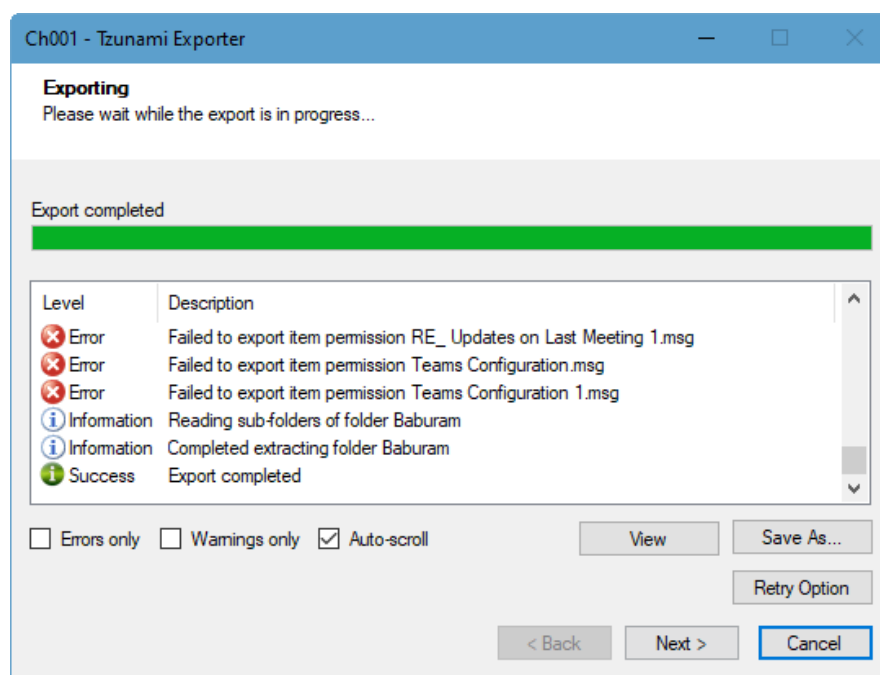 Ch001 - Tzunami Exporter
Exporting
Please wait while the export is in progress...
Export completed
Level Description
Error Failed to export item permission RE_ Updates on Last Meeting 1.msg
Error Failed to export item permission Teams Configuration.msg
Error Failed to export item permission Teams Configuration 1.msg
Information Reading sub-folders of folder Baburam
Information Completed extracting folder Baburam
Success Export completed
Errors only Warnings only Auto-scroll View Save As...
Retry Option
< Back Next > Cancel